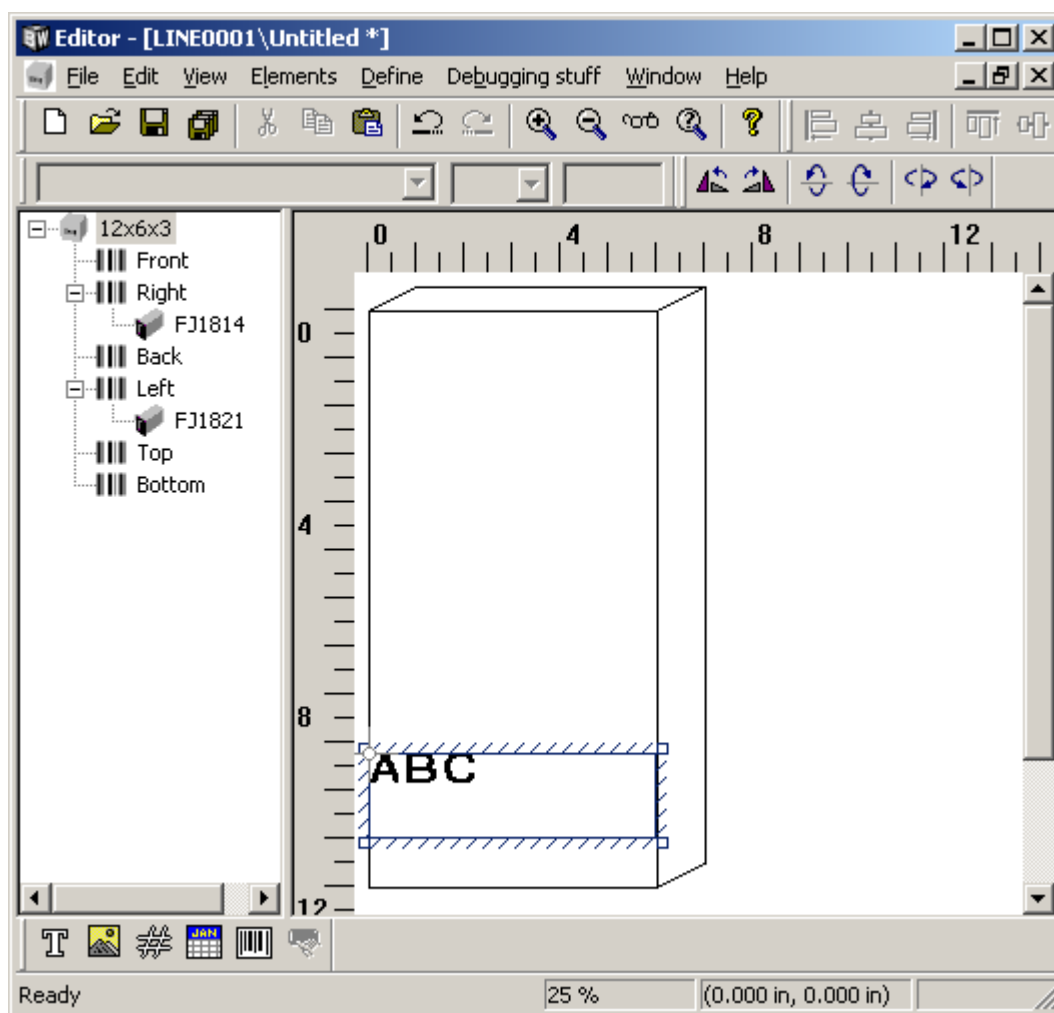 BW Editor - [LINE0001\Untitled *]
File Edit View Elements Define Debugging stuff Window Help
12x6x3
Front
Right
FJ1814
Back
Left
FJ1821
Top
Bottom
0 4 8 12
0
4
8
12
ABC
T JAN
Ready 25 % (0.000 in, 0.000 in)